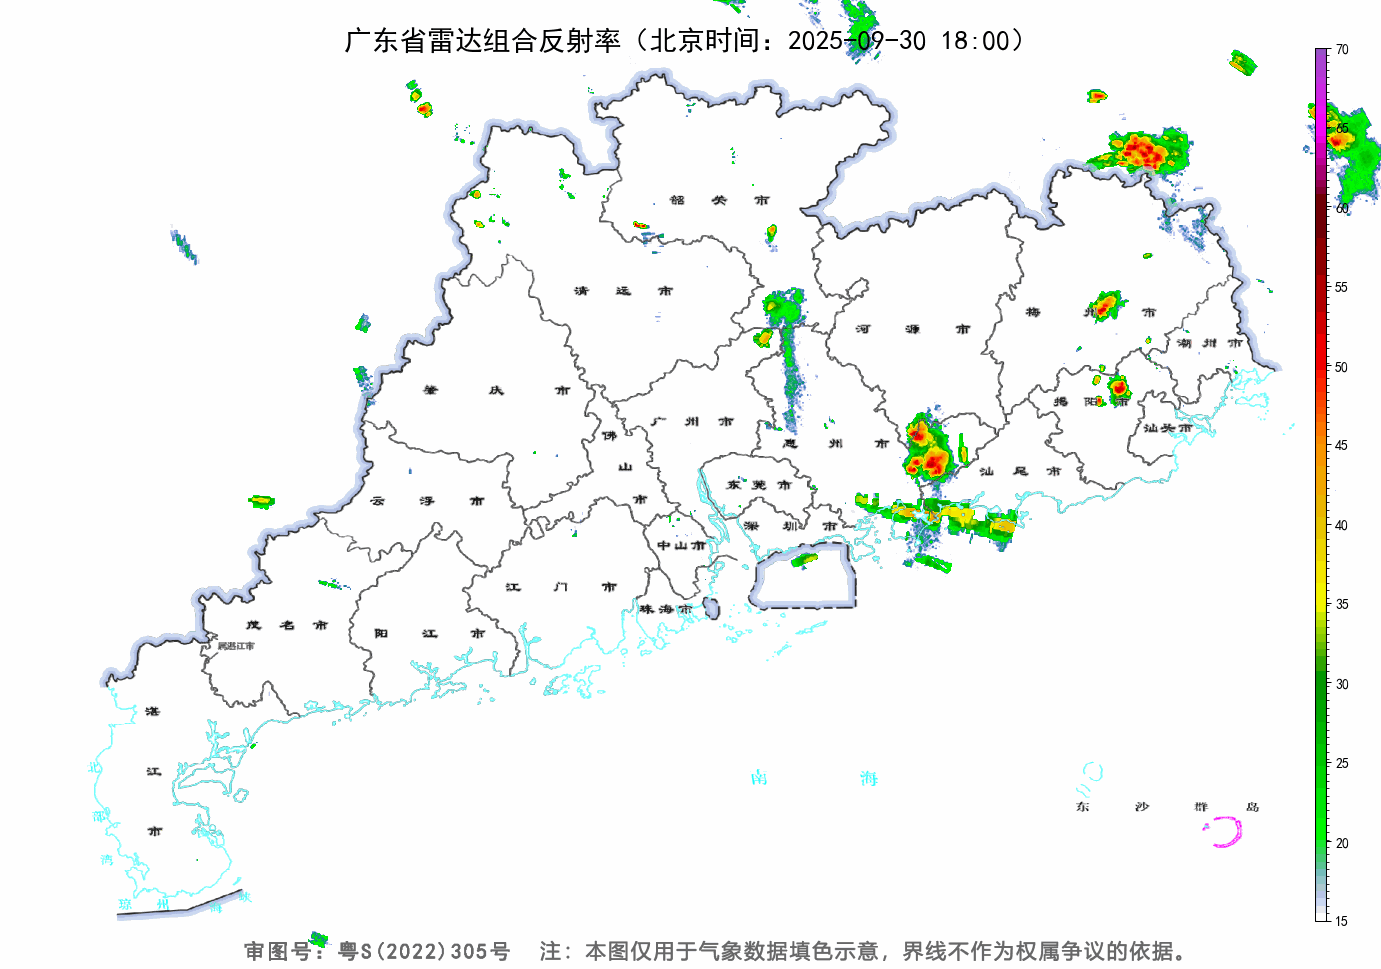 广东省雷达组合反射率（北京时间：2025-09-30 18:00）
70
65
60
55
50
45
40
35
30
25
20
15
韶关市
清远市
河源市
梅州市
潮州市
肇庆市
广州市
佛山市
惠州市
揭阳市
汕头市
汕尾市
云浮市
东莞市
深圳市
中山市
江门市
珠海市
茂名市
阳江市
属湛江市
湛江市
北部湾
南海
东沙群岛
琼州海峡
审图号：粤S(2022)305号 注：本图仅用于气象数据填色示意，界线不作为权属争议的依据。